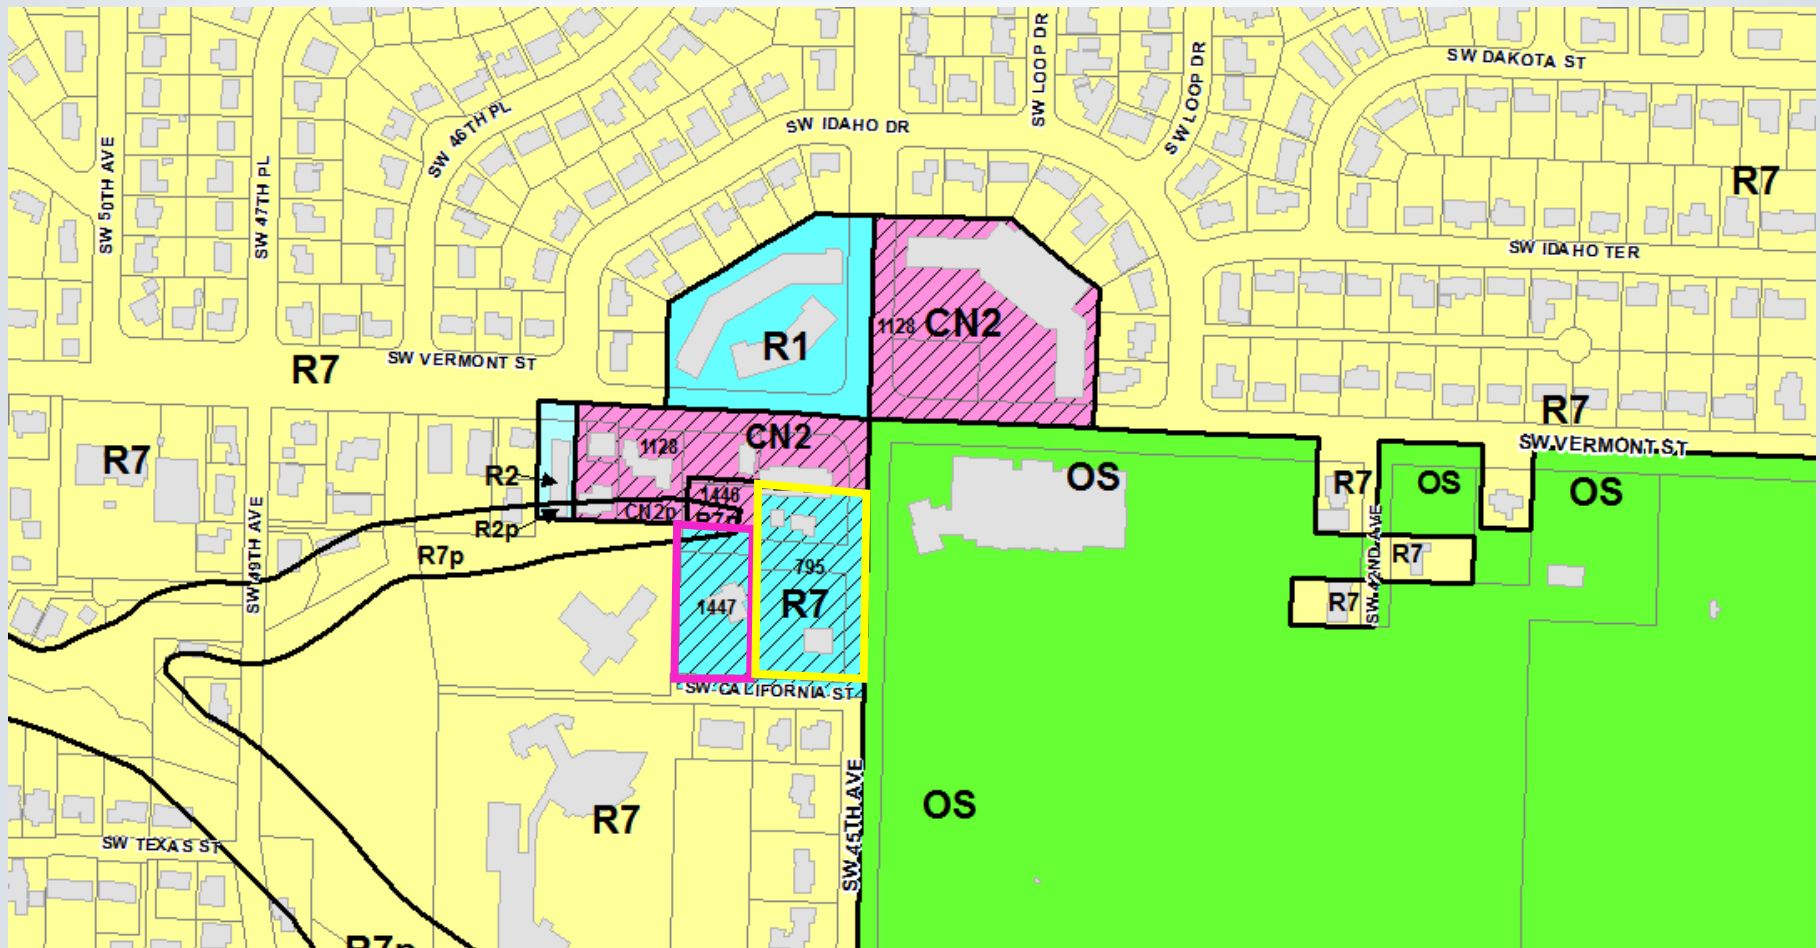 SW LOOP DR
SW DAKOTA ST
SW LOOP DR
SW 46TH PL
SW IDAHO DR
SW 50TH AVE
SW 47TH PL
R7
SW IDAHO TER
1128 CN2
R1
SW VERMONT ST
R7
R7
SW VERMONT ST
CN2
1128
R7
R2
OS
R7
OS
OS
1446
CN2p
R7p
R2p
R7p
SW 49TH AVE
SW 42ND AVE
R7
795
R7
1447
R7
SW CALIFORNIA ST
OS
R7
SW 45TH AVE
SW TEXAS ST
R7p